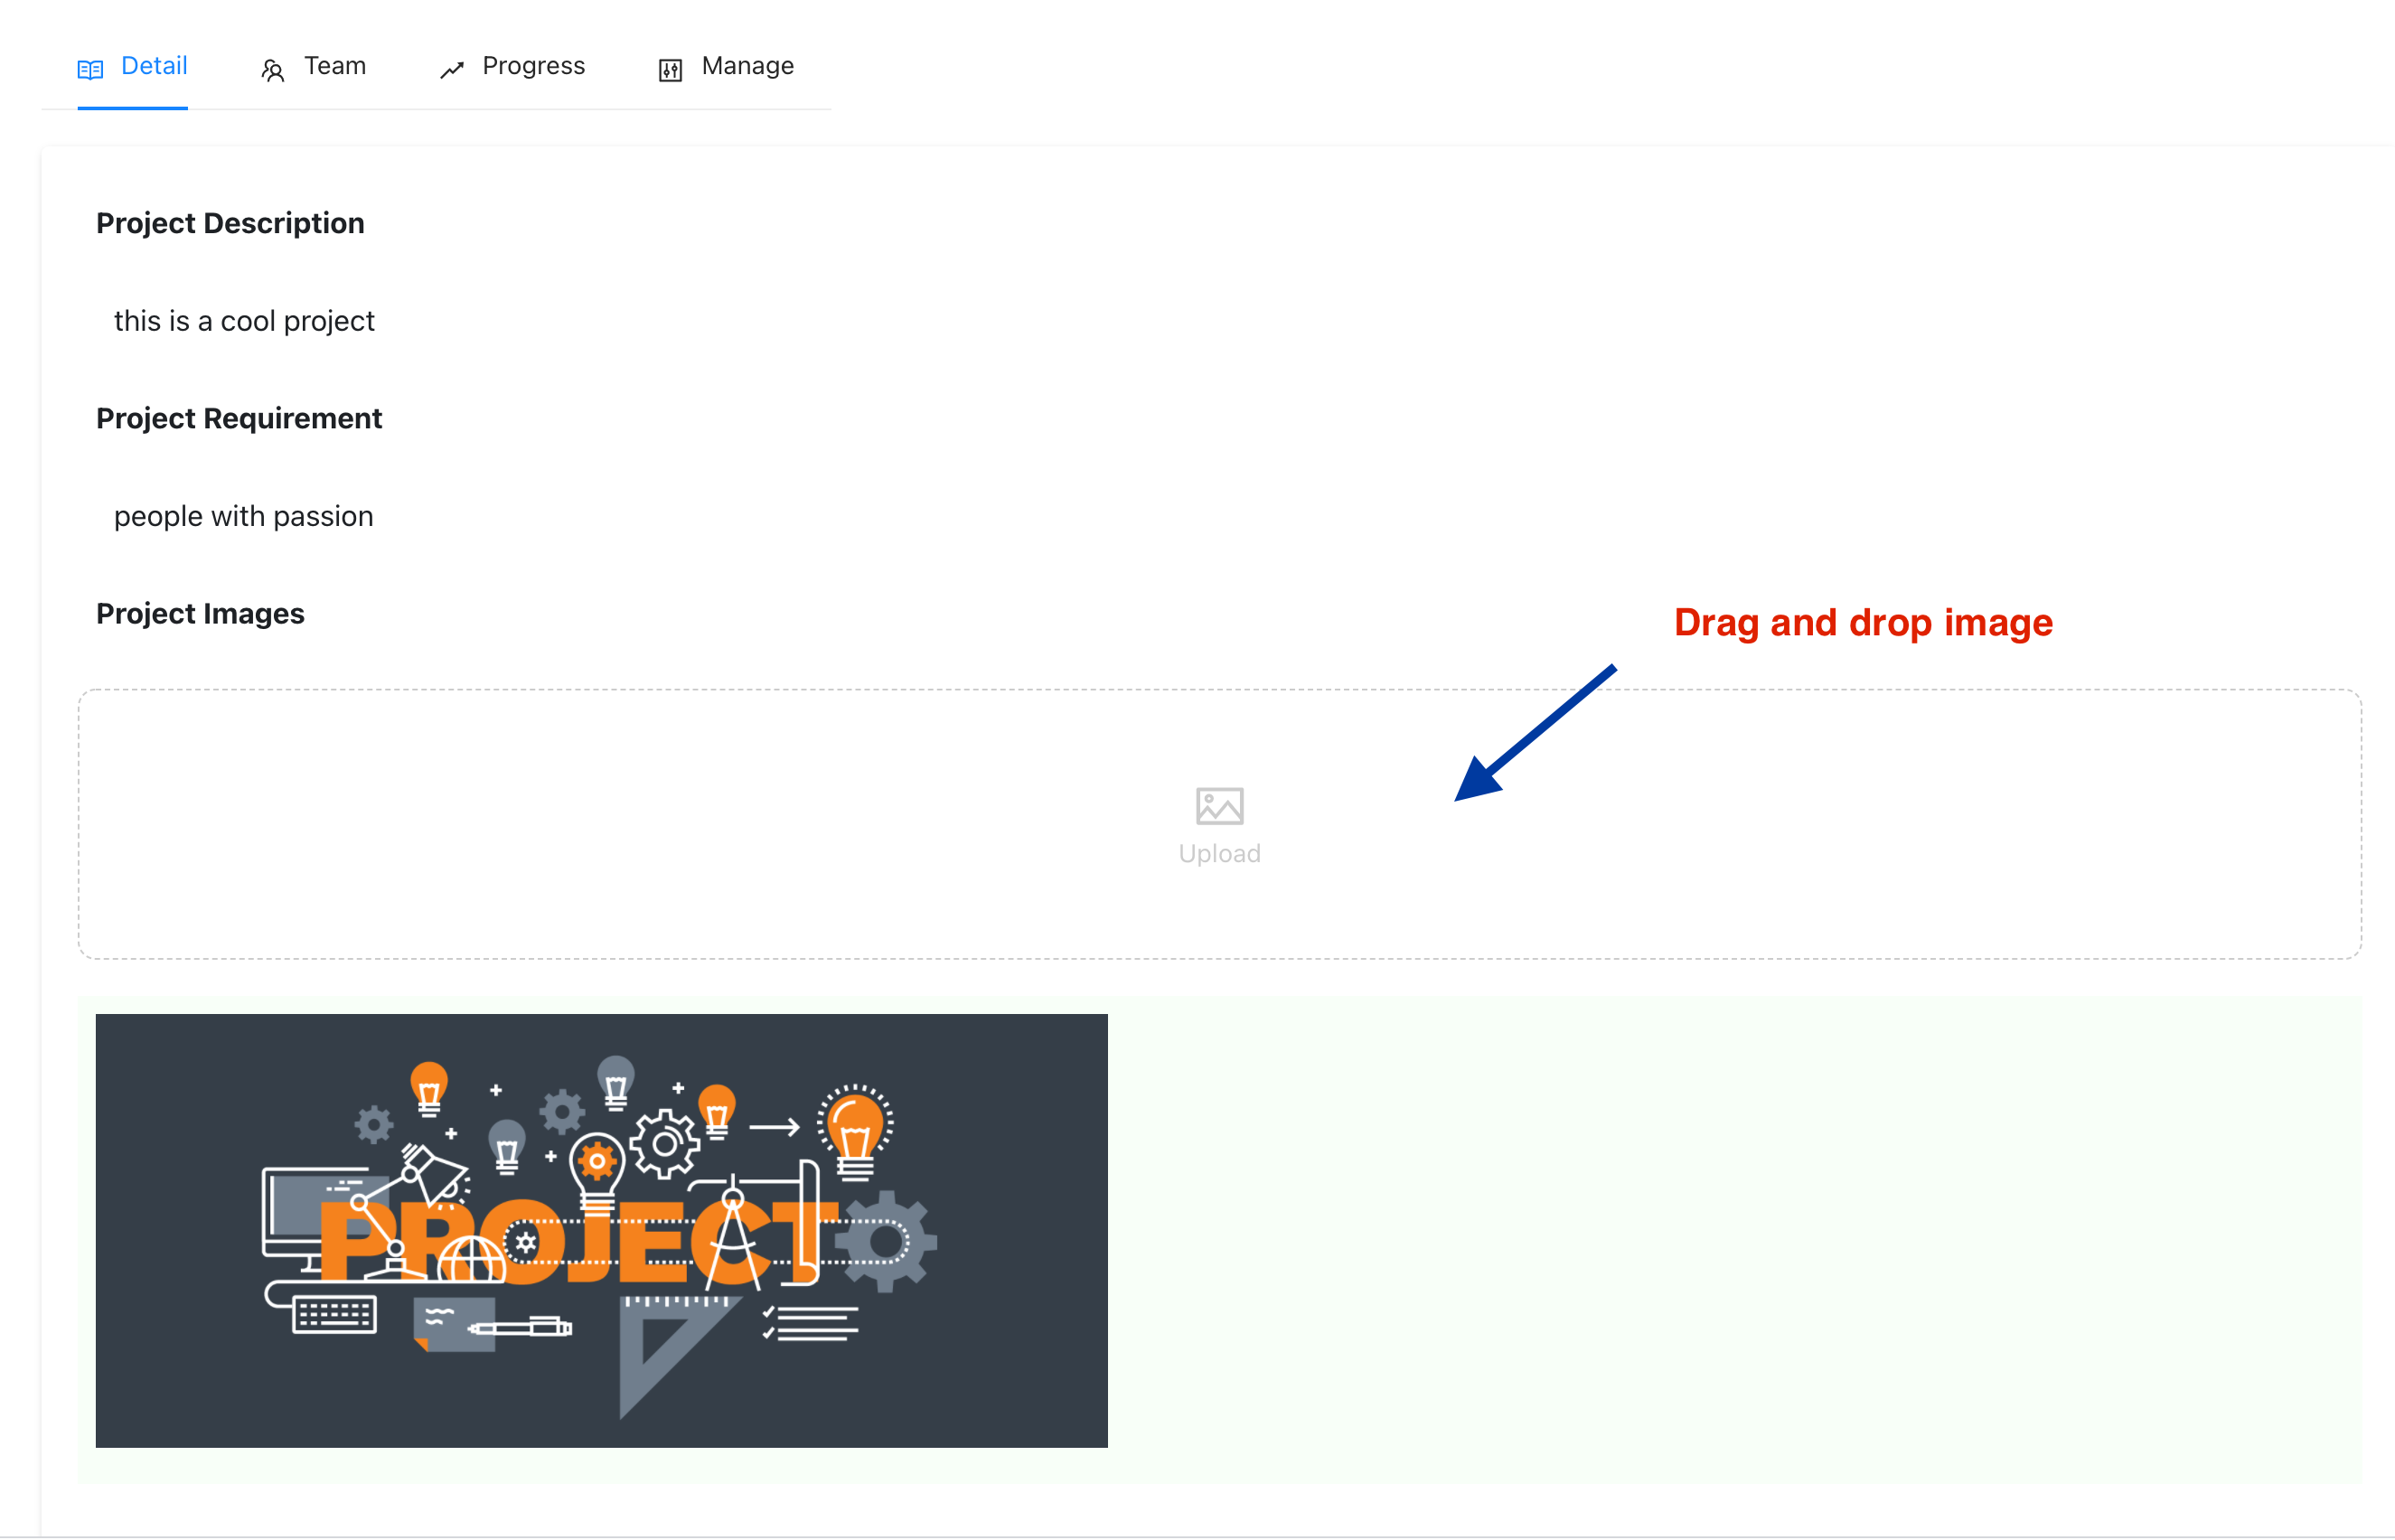 Detail Team Progress Manage
Project Description
this is a cool project
Project Requirement
people with passion
Project Images
Drag and drop image
Upload
PROJECT